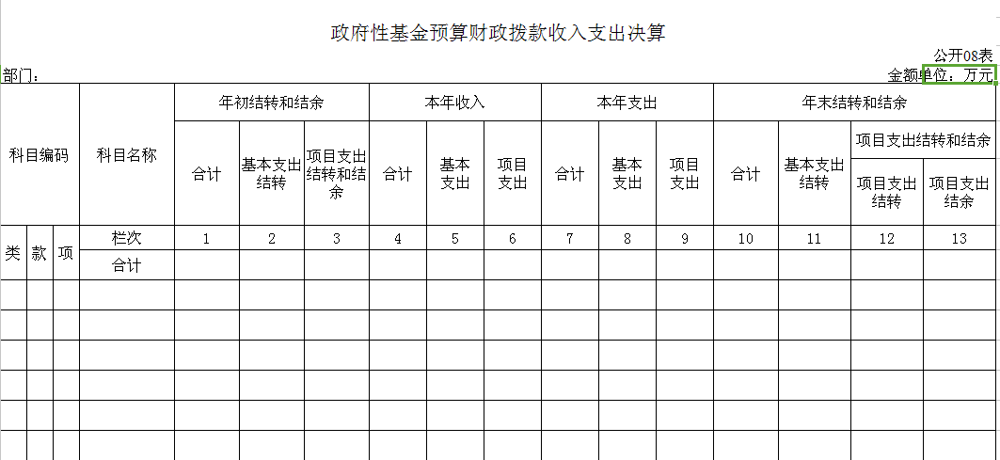 政府性基金预算财政拨款收入支出决算
公开08表
部门： 金额单位：万元
科目编码 科目名称 年初结转和结余 本年收入 本年支出 年末结转和结余
合计 基本支出结转 项目支出结转和结余 合计 基本支出 项目支出 合计 基本支出 项目支出 合计 基本支出结转 项目支出结转和结余
项目支出结转 项目支出结余
类 款 项 栏次 1 2 3 4 5 6 7 8 9 10 11 12 13
合计